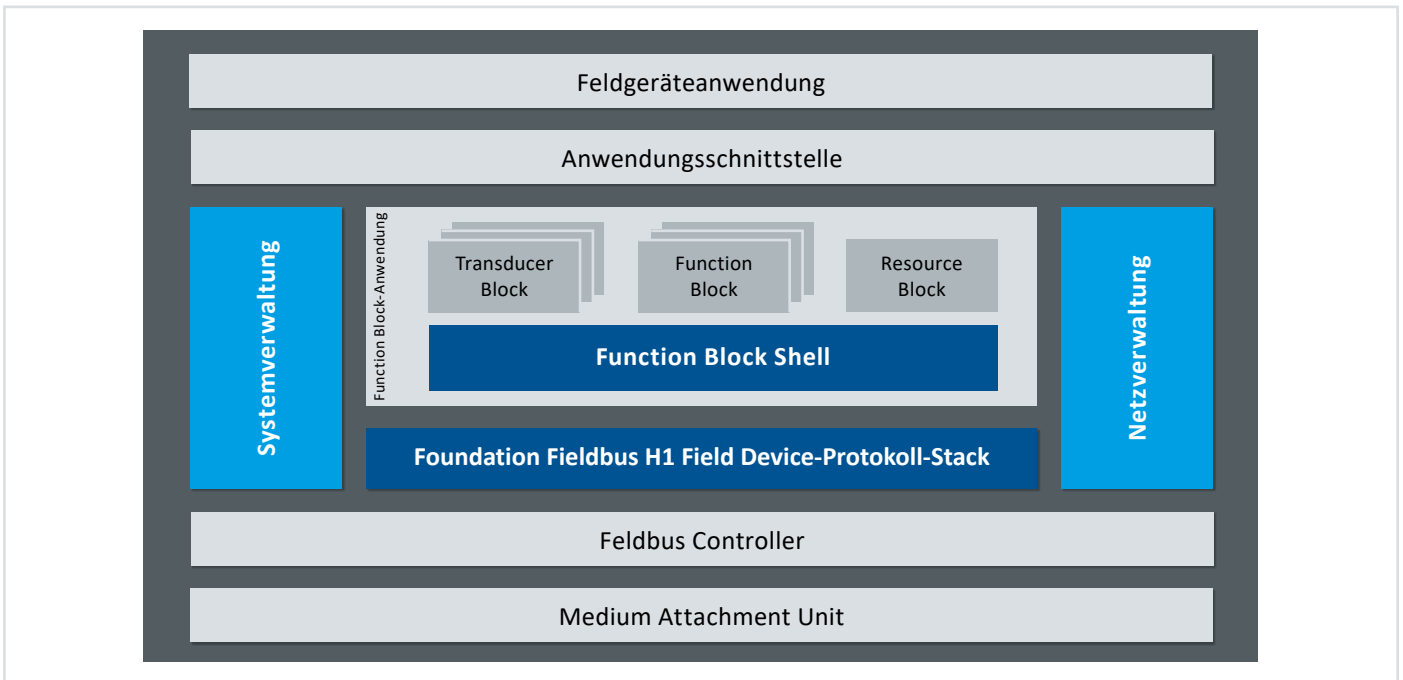 Feldgeräteanwendung
Anwendungsschnittstelle
Systemverwaltung
Function Block-Anwendung
Transducer
Block
Function
Block
Resource
Block
Function Block Shell
Foundation Fieldbus H1 Field Device-Protokoll-Stack
Netzverwaltung
Feldbus Controller
Medium Attachment Unit